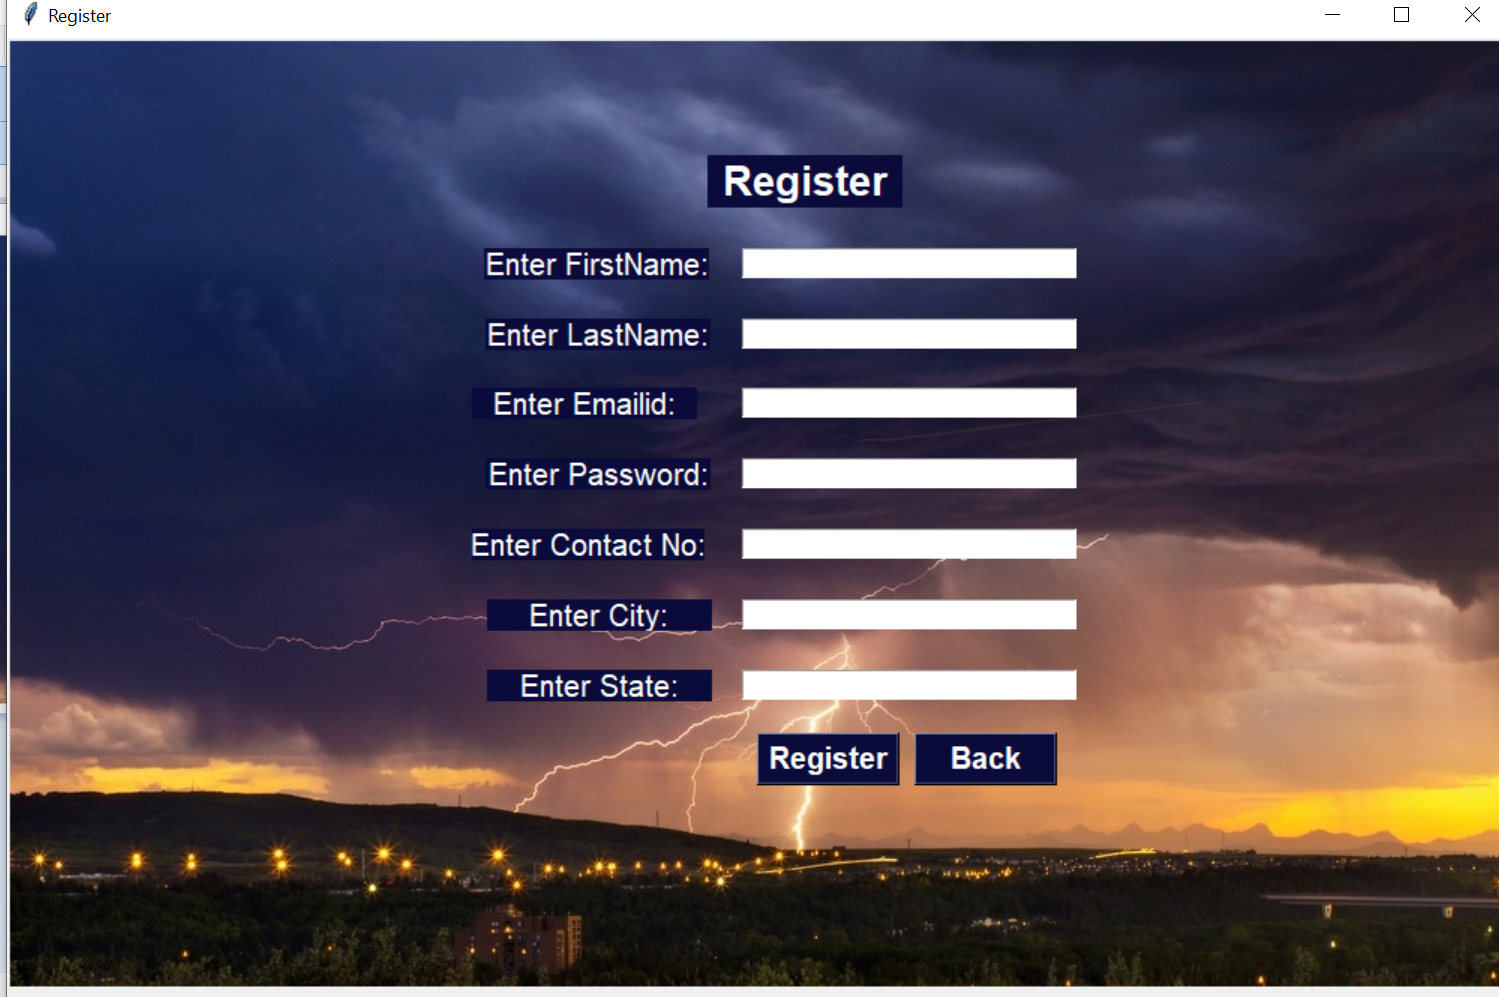 Register
Register
Enter FirstName:
Enter LastName:
Enter Emailid:
Enter Password:
Enter Contact No:
Enter City:
Enter State:
Register Back